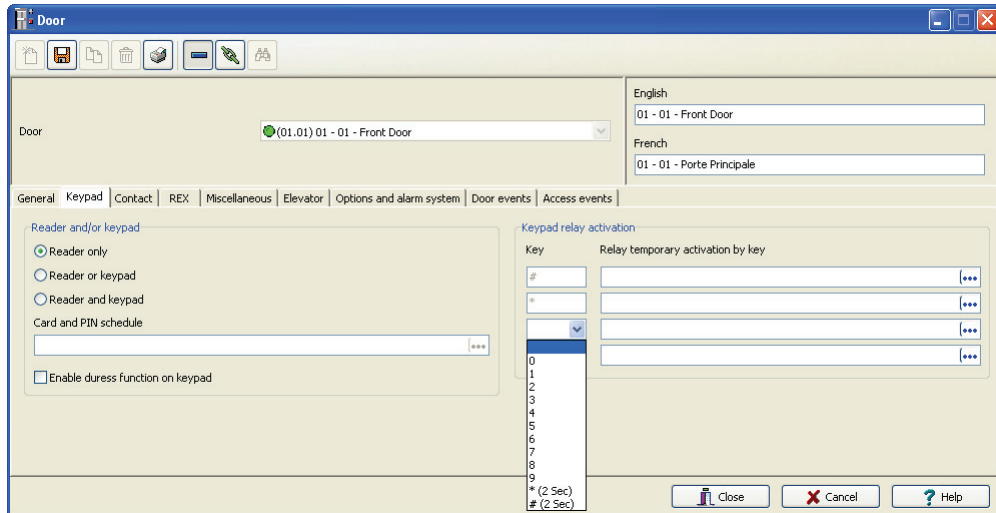 Door
English
01 - 01 - Front Door
Door
(01.01) 01 - 01 - Front Door
French
01 - 01 - Porte Principale
General Keypad Contact REX Miscellaneous Elevator Options and alarm system Door events Access events
Reader and/or keypad
Reader only
Reader or keypad
Reader and keypad
Card and PIN schedule
Enable duress function on keypad
Keypad relay activation
Key Relay temporary activation by key
#
*
0
1
2
3
4
5
6
7
8
9
* (2 Sec)
# (2 Sec)
Close Cancel ? Help